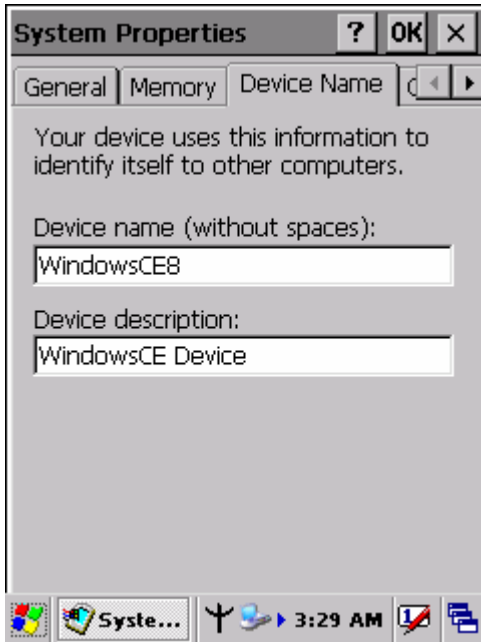 System Properties ? OK ×
General Memory Device Name
Your device uses this information to
identify itself to other computers.
Device name (without spaces):
WindowsCE8
Device description:
WindowsCE Device
Syste... 3:29 AM